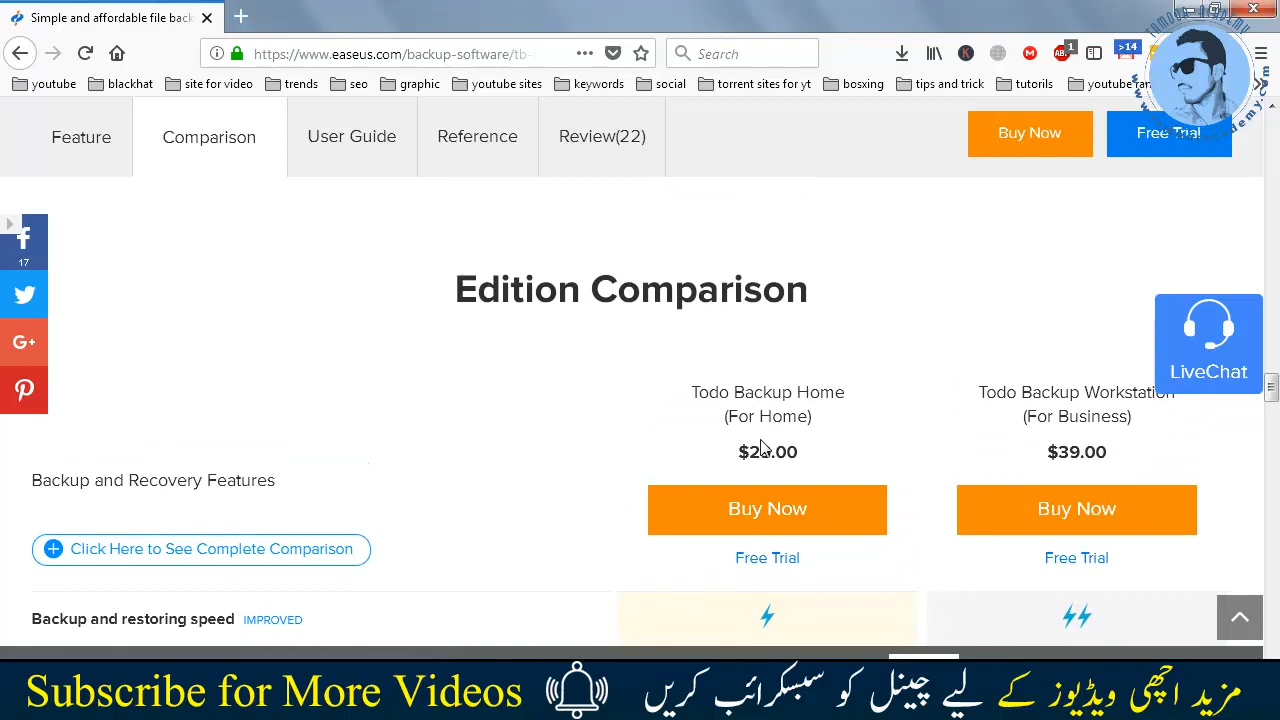 Simple and affordable file back
https://www.easeus.com/backup-software/tb-
Search
1
>14
youtube
blackhat
site for video
trends
seo
graphic
youtube sites
keywords
social
torrent sites for yt
bosxing
tips and trick
tutorils
Feature
Comparison
User Guide
Reference
Review(22)
Buy Now
Free Trial
17
Edition Comparison
LiveChat
Todo Backup Home
(For Home)
Todo Backup Workstation
(For Business)
$39.00
Backup and Recovery Features
Buy Now
Buy Now
Click Here to See Complete Comparison
Free Trial
Free Trial
Backup and restoring speed IMPROVED
Subscribe for More Videos
مزید اچھی ویڈیوز کے لیے چینل کو سبسکرائب کریں